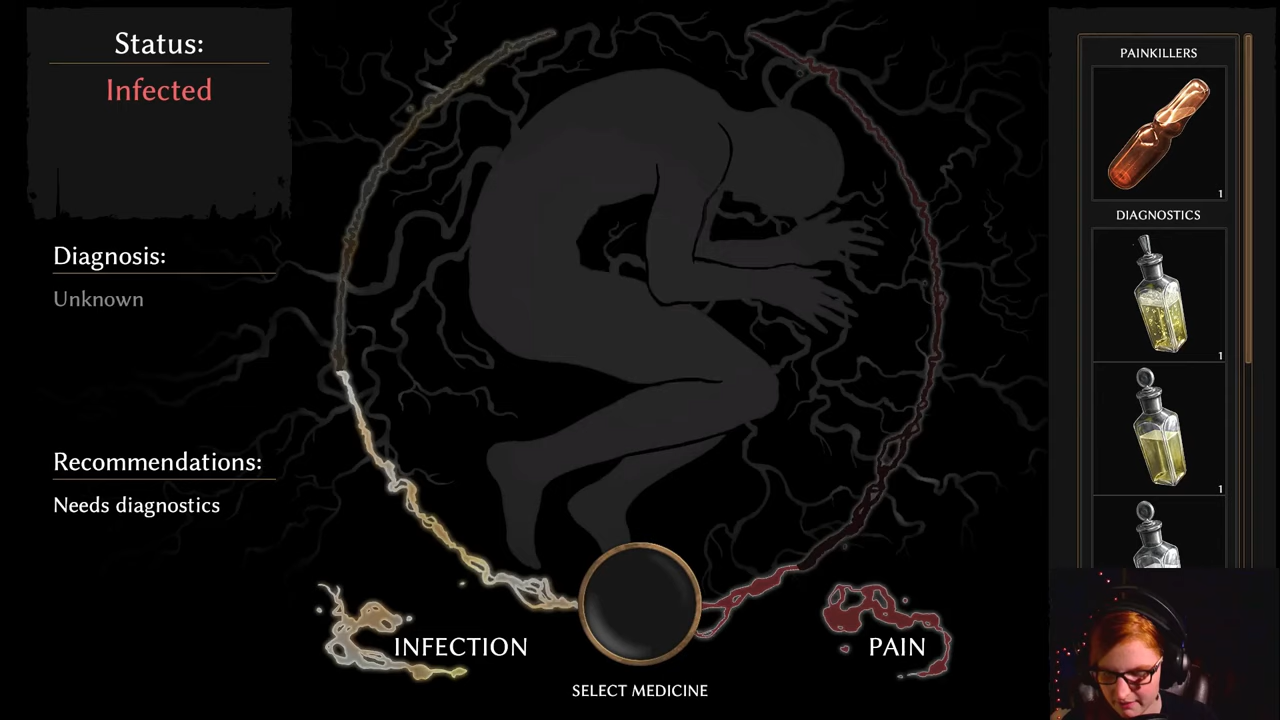 Status:
Infected
Diagnosis:
Unknown
Recommendations:
Needs diagnostics
INFECTION
PAIN
SELECT MEDICINE
PAINKILLERS
1
DIAGNOSTICS
1
1